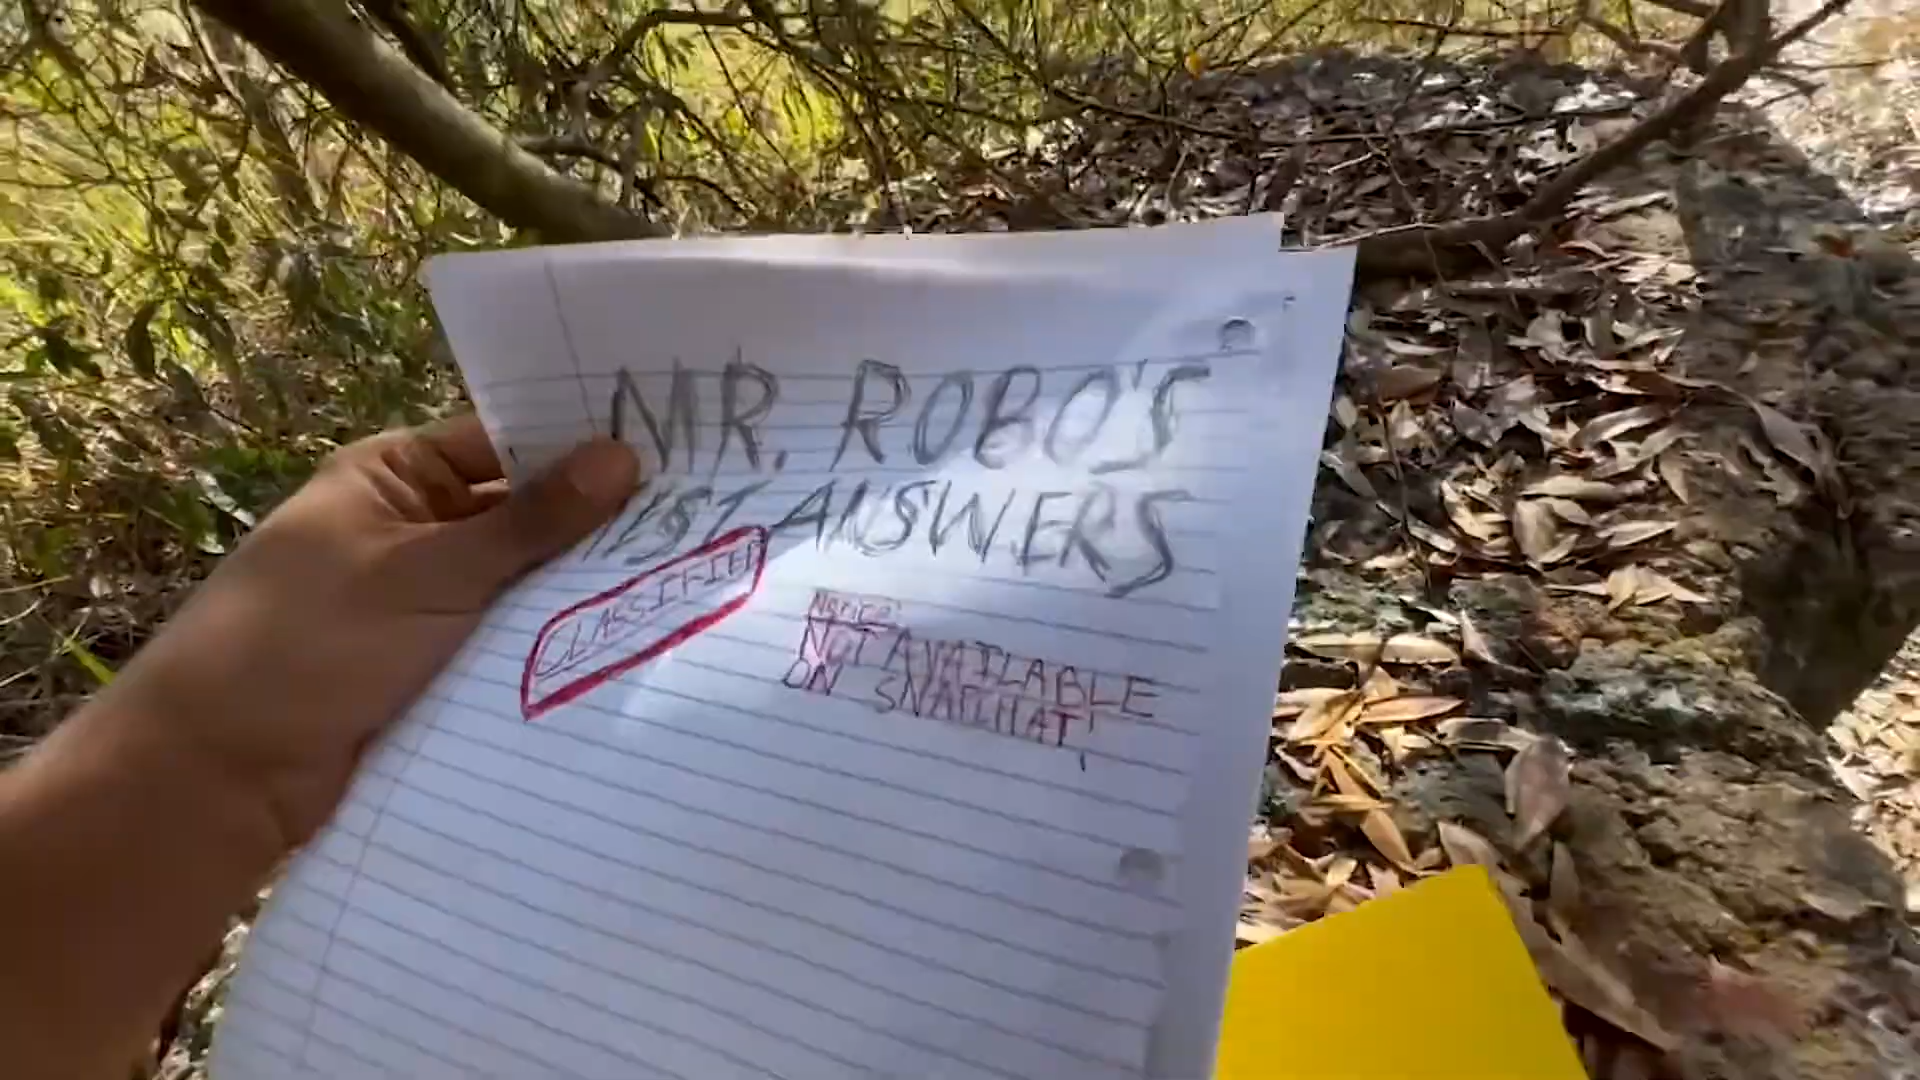 MR. ROBO'S
TEST ANSWERS
CLASSIFIED
Notice:
NOT AVAILABLE
ON SNAPCHAT